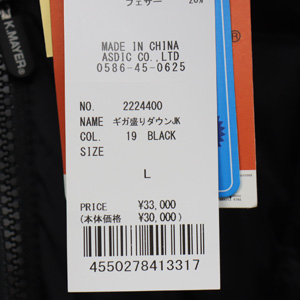 K.MAYER
フェザー 20%
MADE IN CHINA
ASDIC CO.,LTD
0586-45-0625
NO. 2224400
NAME ギガ盛りダウンJK
COL. 19 BLACK
SIZE
L
PRICE ¥33,000
(本体価格 ¥30,000)
4550278413317